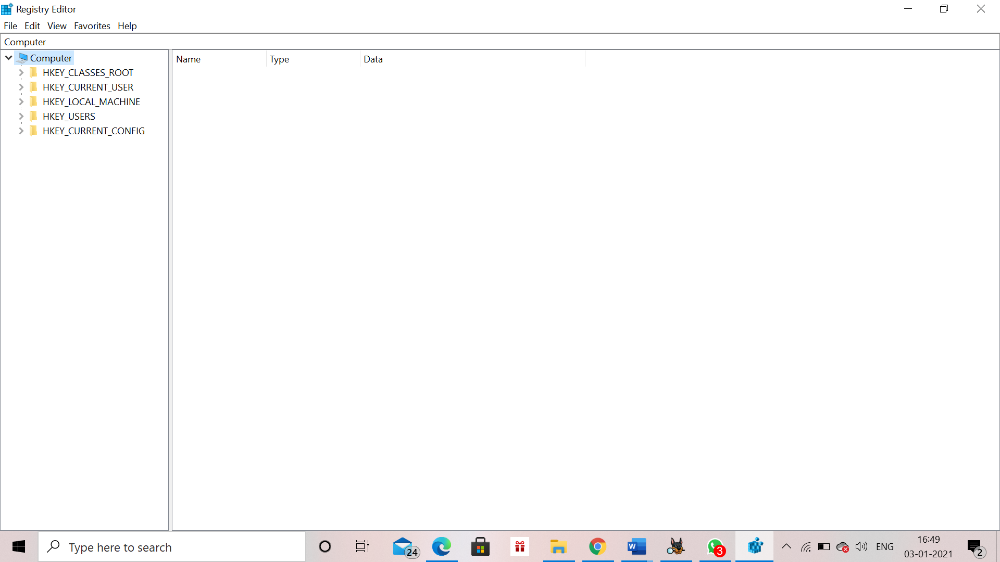 Registry Editor
File Edit View Favorites Help
Computer
Computer
HKEY_CLASSES_ROOT
HKEY_CURRENT_USER
HKEY_LOCAL_MACHINE
HKEY_USERS
HKEY_CURRENT_CONFIG
Name Type Data
Type here to search
24
W
3
ENG
16:49
03-01-2021
2